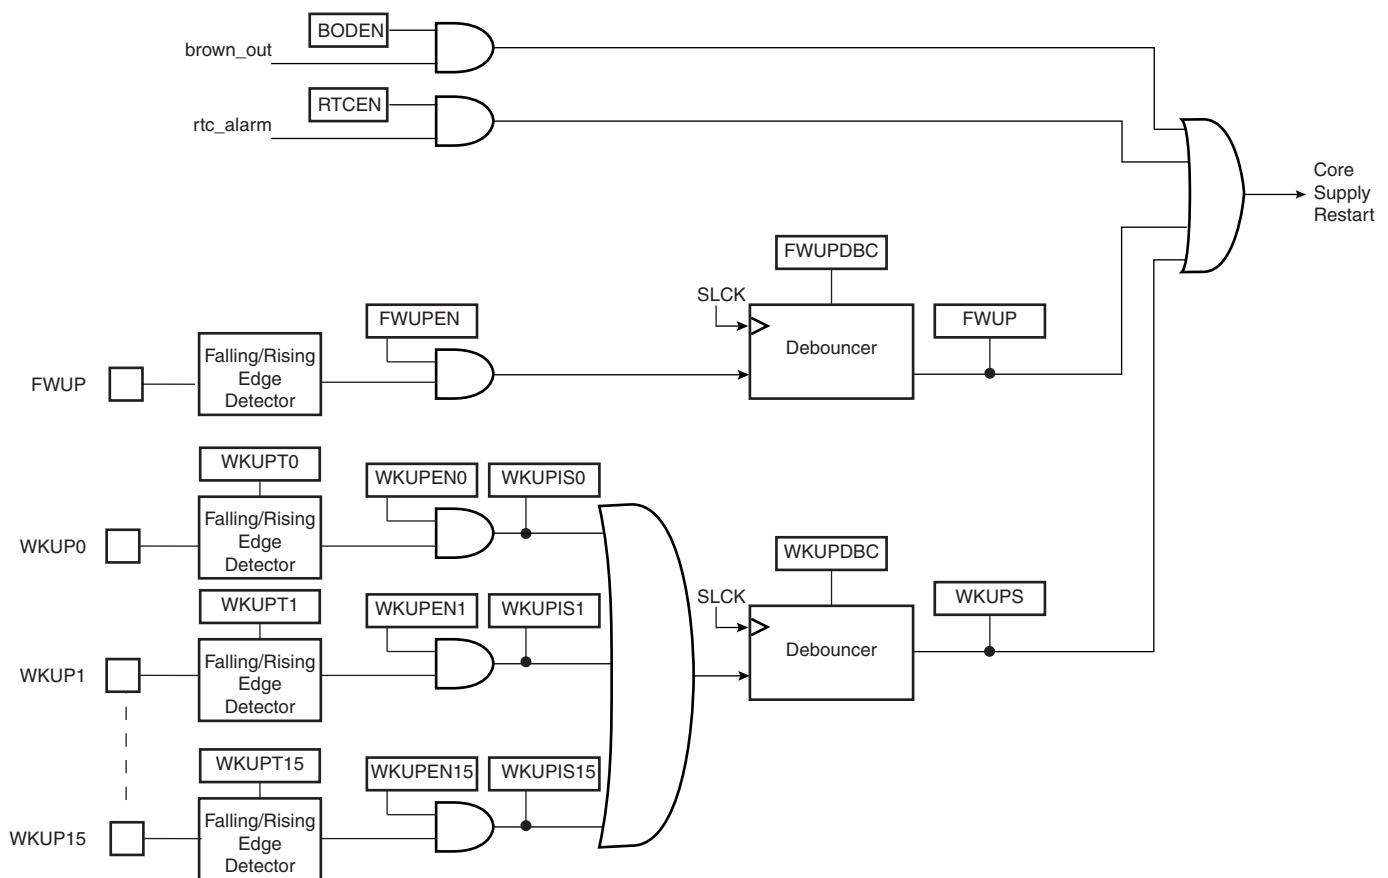 BODEN
brown_out
RTCEN
rtc_alarm
Core
Supply
Restart
FWUPDBC
SLCK
FWUPEN
FWUP
Falling/Rising
Edge
Detector
Debouncer
FWUP
WKUPT0
WKUPEN0
WKUPIS0
Falling/Rising
Edge
Detector
WKUP0
WKUPDBC
SLCK
WKUPT1
WKUPEN1
WKUPIS1
WKUPS
Falling/Rising
Edge
Detector
Debouncer
WKUP1
WKUPT15
WKUPEN15
WKUPIS15
Falling/Rising
Edge
Detector
WKUP15